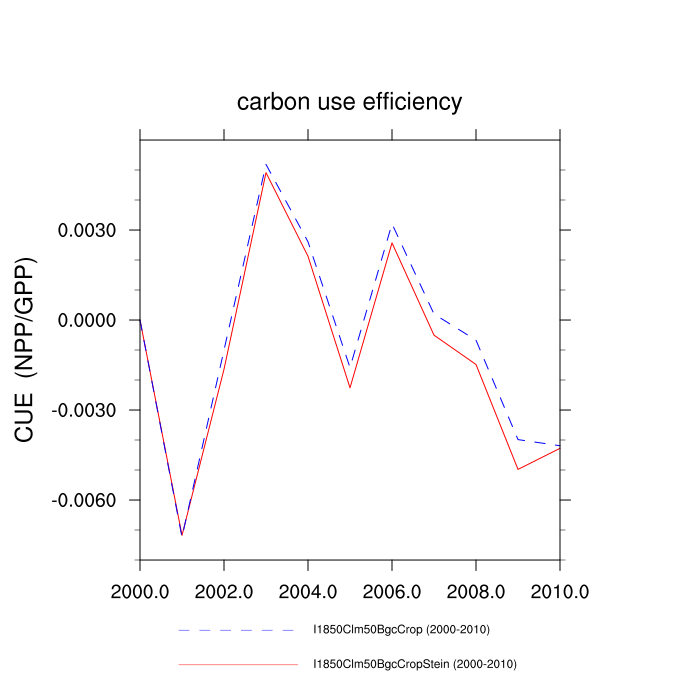 carbon use efficiency
CUE (NPP/GPP)
0.0030
0.0000
-0.0030
-0.0060
2000.0 2002.0 2004.0 2006.0 2008.0 2010.0
I1850Clm50BgcCrop (2000-2010)
I1850Clm50BgcCropStein (2000-2010)